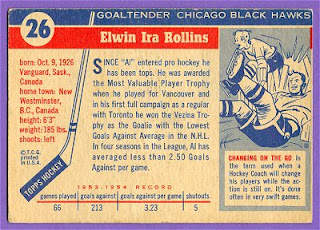 26
GOALTENDER CHICAGO BLACK HAWKS
Elwin Ira Rollins
born: Oct. 9, 1926
Vanguard, Sask.,
Canada
home town: New
Westminster,
B.C., Canada
height: 6'3"
weight: 185 lbs.
shoots: left
© T.C.G.
PRINTED IN U.S.A.
TOPPS HOCKEY
SINCE "Al" entered pro hockey he
has been tops. He was awarded
the Most Valuable Player Trophy
when he played for Vancouver and
in his first full campaign as a regular
with Toronto he won the Vezina Trophy
as the Goalie with the Lowest
Goals Against Average in the N.H.L.
In four seasons in the League, Al has
averaged less than 2.50 Goals
Against per game.
1953-1954 RECORD
games played goals against goals against per game shutouts
66 213 3.23 5
CHANGING ON THE GO
is the term used when a
Hockey Coach will change
his players while the
action is still on. It's
done often in very swift
games.